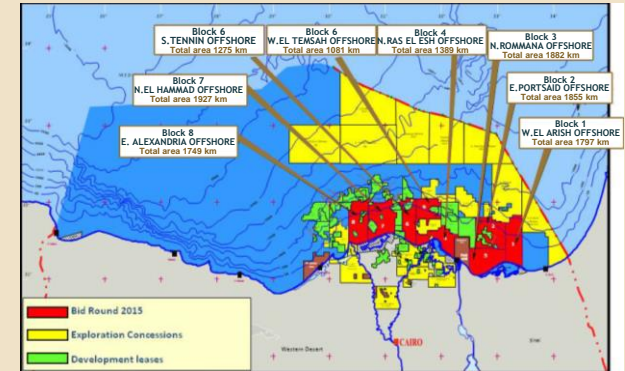 Block 6
S.TENNIN OFFSHORE
Total area 1275 km
Block 6
W.EL TEMSAH OFFSHORE
Total area 1081 km
Block 4
N.RAS EL ESH OFFSHORE
Total area 1389 km
Block 3
N.ROMMANA OFFSHORE
Total area 1882 km
Block 7
N.EL HAMMAD OFFSHORE
Total area 1927 km
Block 2
E.PORTSAID OFFSHORE
Total area 1855 km
Block 8
E. ALEXANDRIA OFFSHORE
Total area 1749 km
Block 1
W.EL ARISH OFFSHORE
Total area 1797 km
Bid Round 2015
Exploration Concessions
Development leases
Western Desert
CAIRO